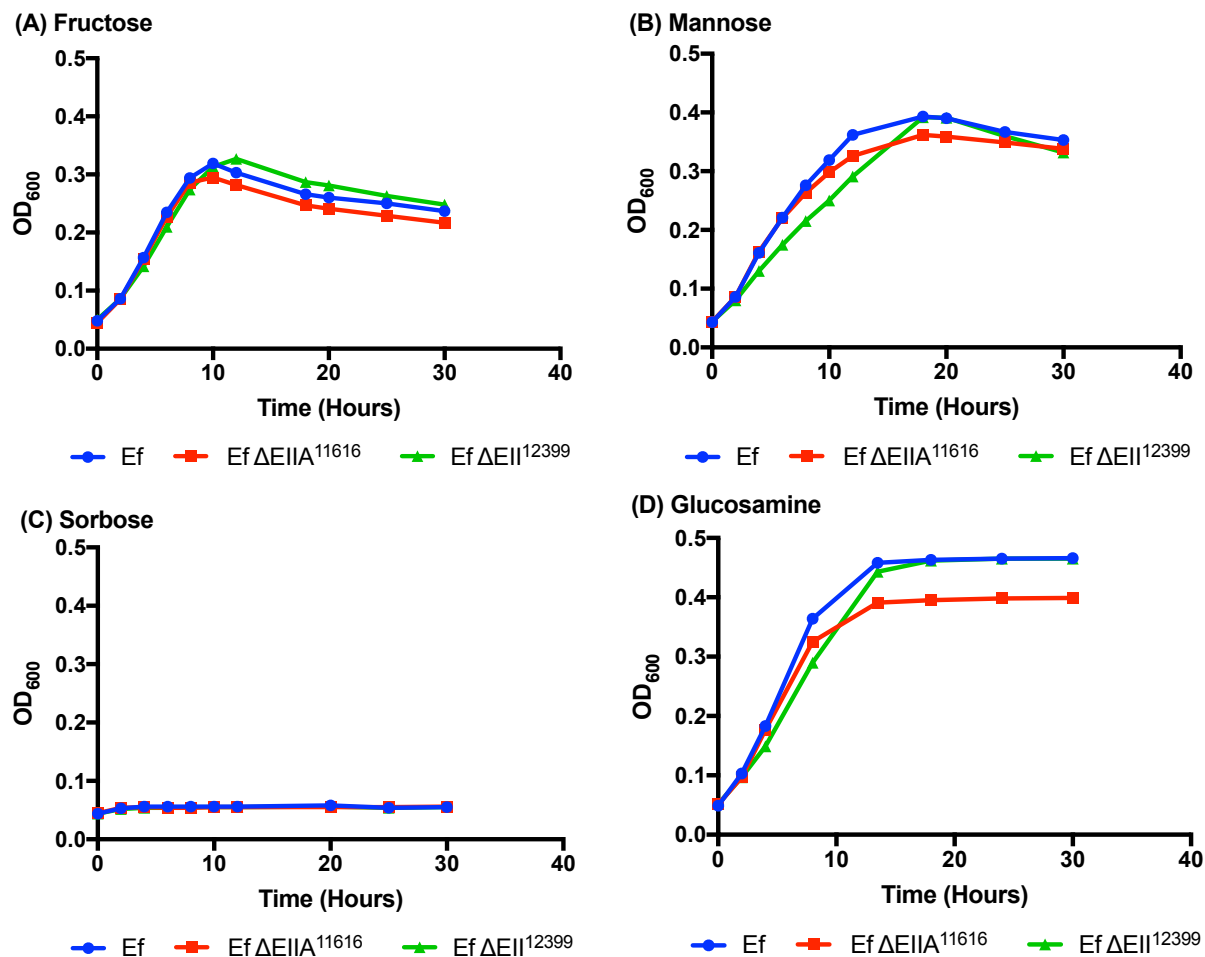 (A) Fructose
0.5
0.4
0.3
0.2
0.1
0.0
OD600
0 10 20 30 40
Time (Hours)
Ef Ef ΔEIIA11616 Ef ΔEII12399
(B) Mannose
0.5
0.4
0.3
0.2
0.1
0.0
OD600
0 10 20 30 40
Time (Hours)
Ef Ef ΔEIIA11616 Ef ΔEII12399
(C) Sorbose
0.5
0.4
0.3
0.2
0.1
0.0
OD600
0 10 20 30 40
Time (Hours)
Ef Ef ΔEIIA11616 Ef ΔEII12399
(D) Glucosamine
0.5
0.4
0.3
0.2
0.1
0.0
OD600
0 10 20 30 40
Time (Hours)
Ef Ef ΔEIIA11616 Ef ΔEII12399